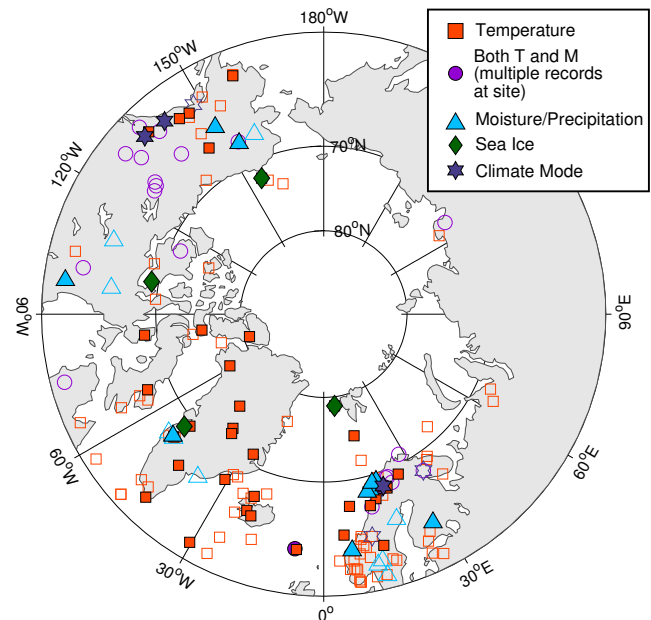 180°W
150°W
120°W
90°W
60°W
30°W
0°
30°E
60°E
90°E
70°N
80°N
Temperature
Both T and M
(multiple records
at site)
Moisture/Precipitation
Sea Ice
Climate Mode